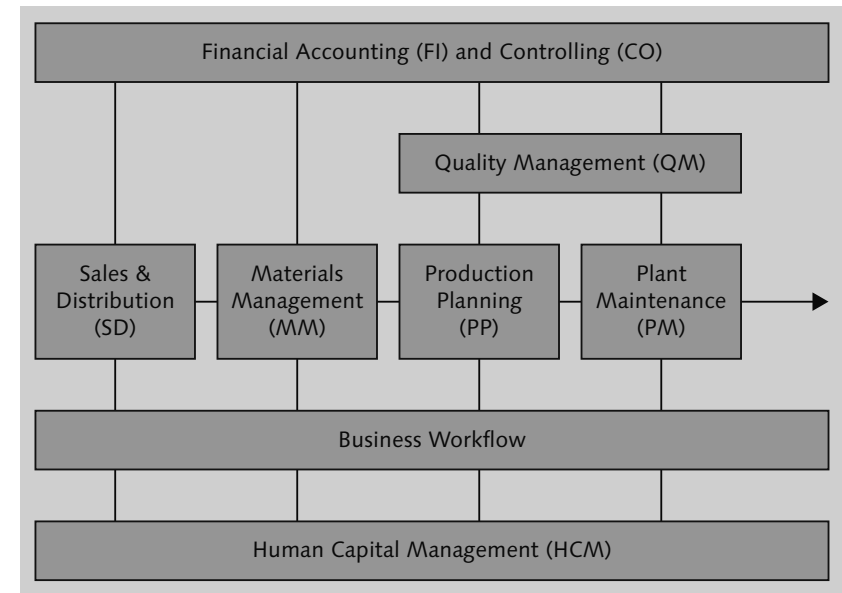 Financial Accounting (FI) and Controlling (CO)
Quality Management (QM)
Sales &
Distribution
(SD)
Materials
Management
(MM)
Production
Planning
(PP)
Plant
Maintenance
(PM)
Business Workflow
Human Capital Management (HCM)